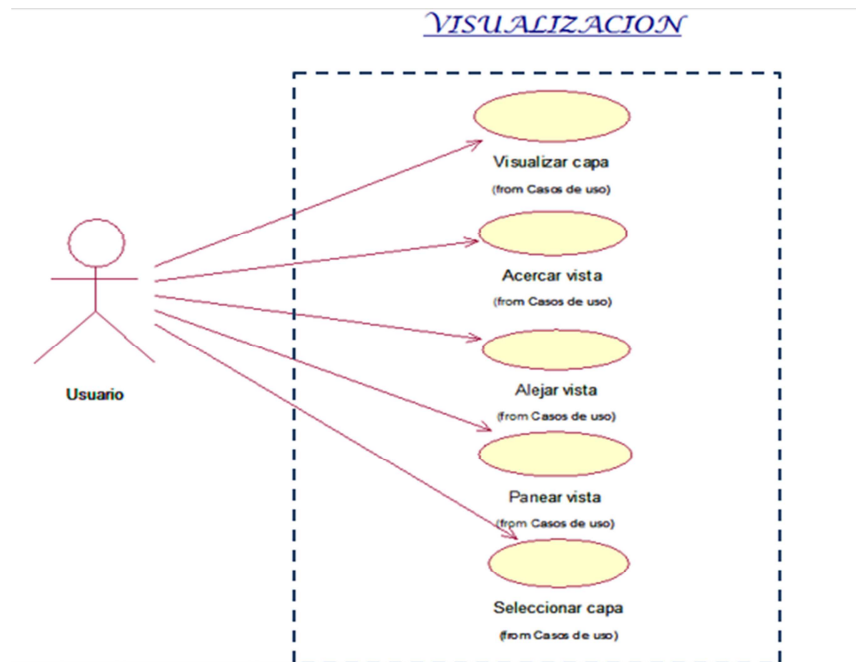 VISUALIZACION
Visualizar capa
(from Casos de uso)
Acercar vista
(from Casos de uso)
Alejar vista
(from Casos de uso)
Usuario
Panear vista
(from Casos de uso)
Seleccionar capa
(from Casos de uso)